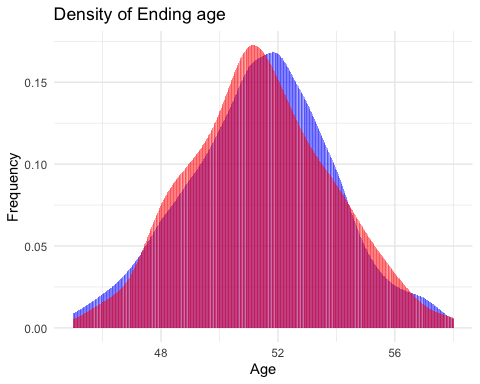 Density of Ending age
Frequency
0.15
0.10
0.05
0.00
48 52 56
Age